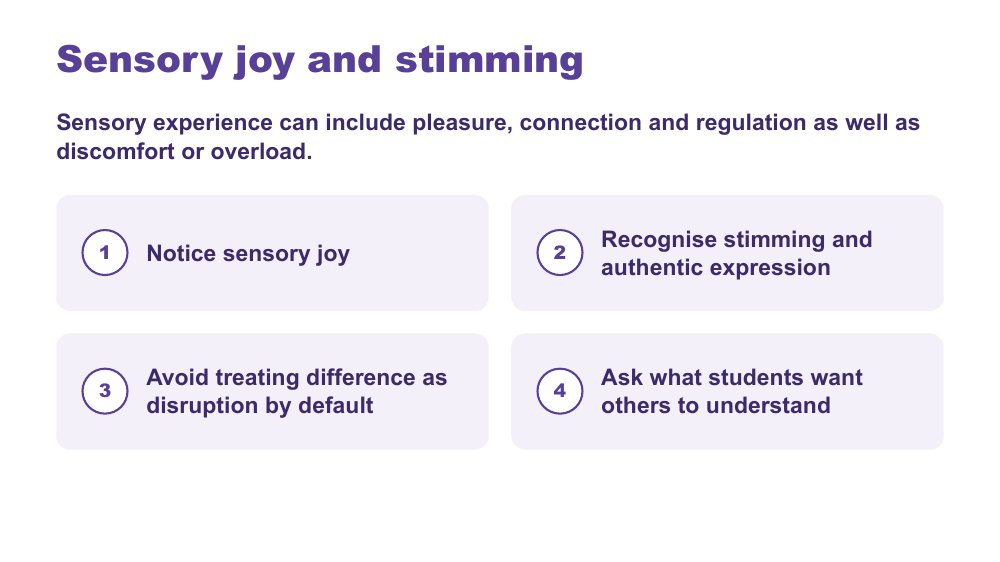 Sensory joy and stimming
Sensory experience can include pleasure, connection and regulation as well as
discomfort or overload.
1
Notice sensory joy
2
Recognise stimming and
authentic expression
3
Avoid treating difference as
disruption by default
4
Ask what students want
others to understand